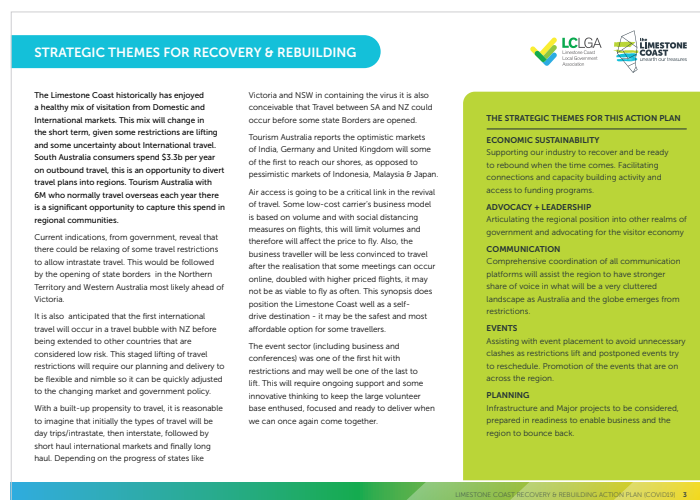 STRATEGIC THEMES FOR RECOVERY & REBUILDING
LCLGA
Limestone Coast
Local Government
Association
the
LIMESTONE
COAST
unearth our treasures
The Limestone Coast historically has enjoyed
a healthy mix of visitation from Domestic and
International markets. This mix will change in
the short term, given some restrictions are lifting
and some uncertainty about International travel.
South Australia consumers spend $3.3b per year
on outbound travel, this is an opportunity to divert
travel plans into regions. Tourism Australia with
6M who normally travel overseas each year there
is a significant opportunity to capture this spend in
regional communities.
Current indications, from government, reveal that
there could be relaxing of some travel restrictions
to allow intrastate travel. This would be followed
by the opening of state borders  in the Northern
Territory and Western Australia most likely ahead of
Victoria.
It is also  anticipated that the first international
travel will occur in a travel bubble with NZ before
being extended to other countries that are
considered low risk. This staged lifting of travel
restrictions will require our planning and delivery to
be flexible and nimble so it can be quickly adjusted
to the changing market and government policy.
With a built-up propensity to travel, it is reasonable
to imagine that initially the types of travel will be
day trips/intrastate, then interstate, followed by
short haul international markets and finally long
haul. Depending on the progress of states like
Victoria and NSW in containing the virus it is also
conceivable that Travel between SA and NZ could
occur before some state Borders are opened.
Tourism Australia reports the optimistic markets
of India, Germany and United Kingdom will some
of the first to reach our shores, as opposed to
pessimistic markets of Indonesia, Malaysia & Japan.
Air access is going to be a critical link in the revival
of travel. Some low-cost carrier's business model
is based on volume and with social distancing
measures on flights, this will limit volumes and
therefore will affect the price to fly. Also, the
business traveller will be less convinced to travel
after the realisation that some meetings can occur
online, doubled with higher priced flights, it may
not be as viable to fly as often. This synopsis does
position the Limestone Coast well as a self-
drive destination - it may be the safest and most
affordable option for some travellers.
The event sector (including business and
conferences) was one of the first hit with
restrictions and may well be one of the last to
lift. This will require ongoing support and some
innovative thinking to keep the large volunteer
base enthused, focused and ready to deliver when
we can once again come together.
THE STRATEGIC THEMES FOR THIS ACTION PLAN
ECONOMIC SUSTAINABILITY
Supporting our industry to recover and be ready
to rebound when the time comes. Facilitating
connections and capacity building activity and
access to funding programs.
ADVOCACY + LEADERSHIP
Articulating the regional position into other realms of
government and advocating for the visitor economy
COMMUNICATION
Comprehensive coordination of all communication
platforms will assist the region to have stronger
share of voice in what will be a very cluttered
landscape as Australia and the globe emerges from
restrictions.
EVENTS
Assisting with event placement to avoid unnecessary
clashes as restrictions lift and postponed events try
to reschedule. Promotion of the events that are on
across the region.
PLANNING
Infrastructure and Major projects to be considered,
prepared in readiness to enable business and the
region to bounce back.
LIMESTONE COAST RECOVERY & REBUILDING ACTION PLAN (COVID19) 3